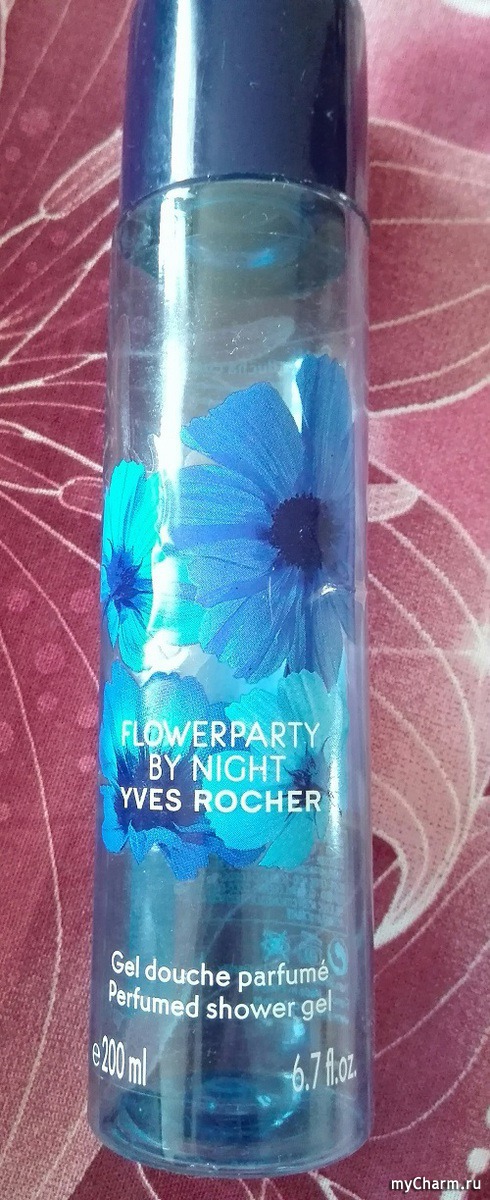 FLOWERPARTY
BY NIGHT
YVES ROCHER
Gel douche parfumé
Perfumed shower gel
℮200 ml 6.7 fl.oz.
myCharm.ru